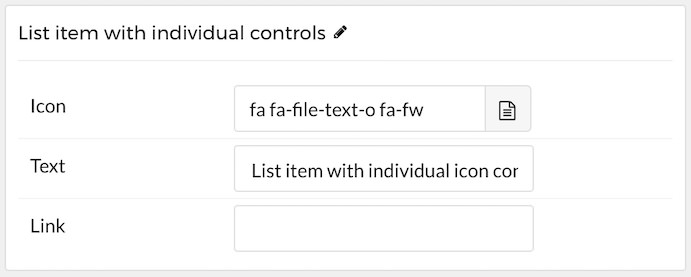 List item with individual controls
Icon
fa fa-file-text-o fa-fw
Text
List item with individual icon cor
Link